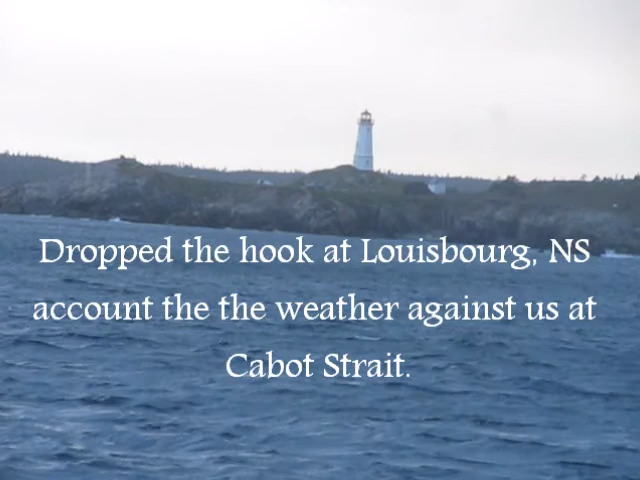 Dropped the hook at Louisbourg, NS
account the the weather against us at
Cabot Strait.